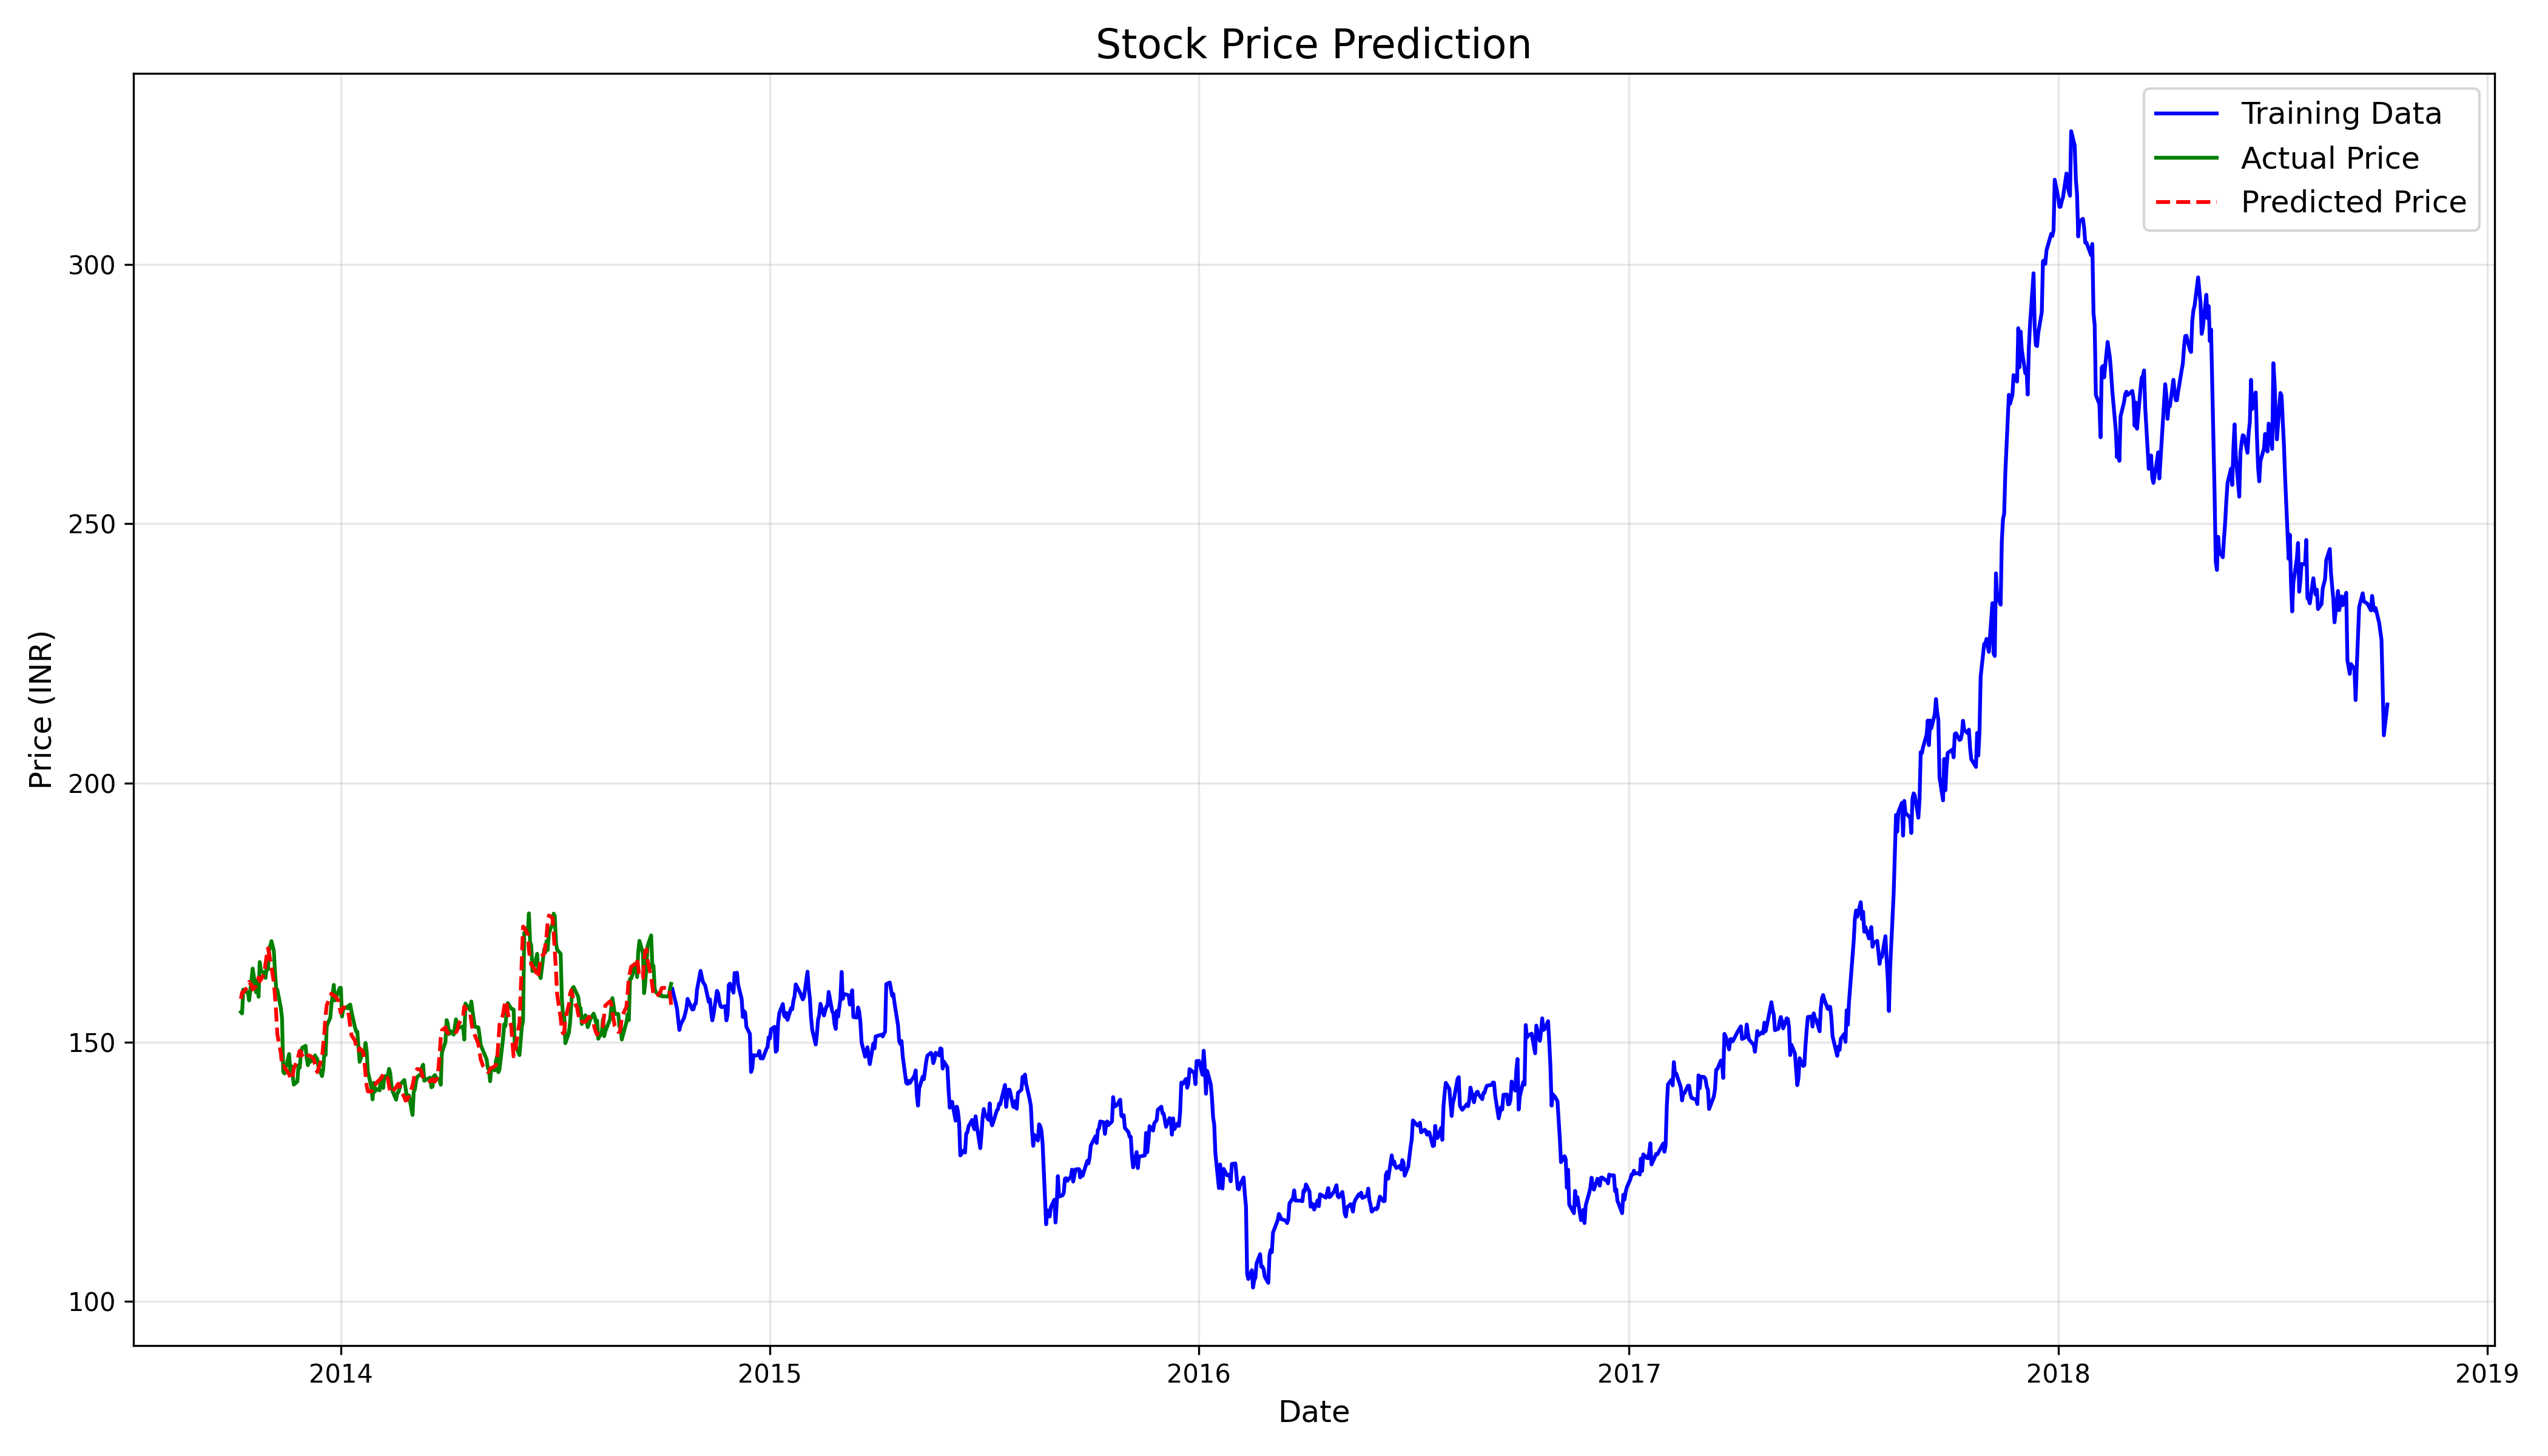 Stock Price Prediction
Training Data
Actual Price
Predicted Price
Price (INR)
300
250
200
150
100
2014
2015
2016
2017
2018
2019
Date